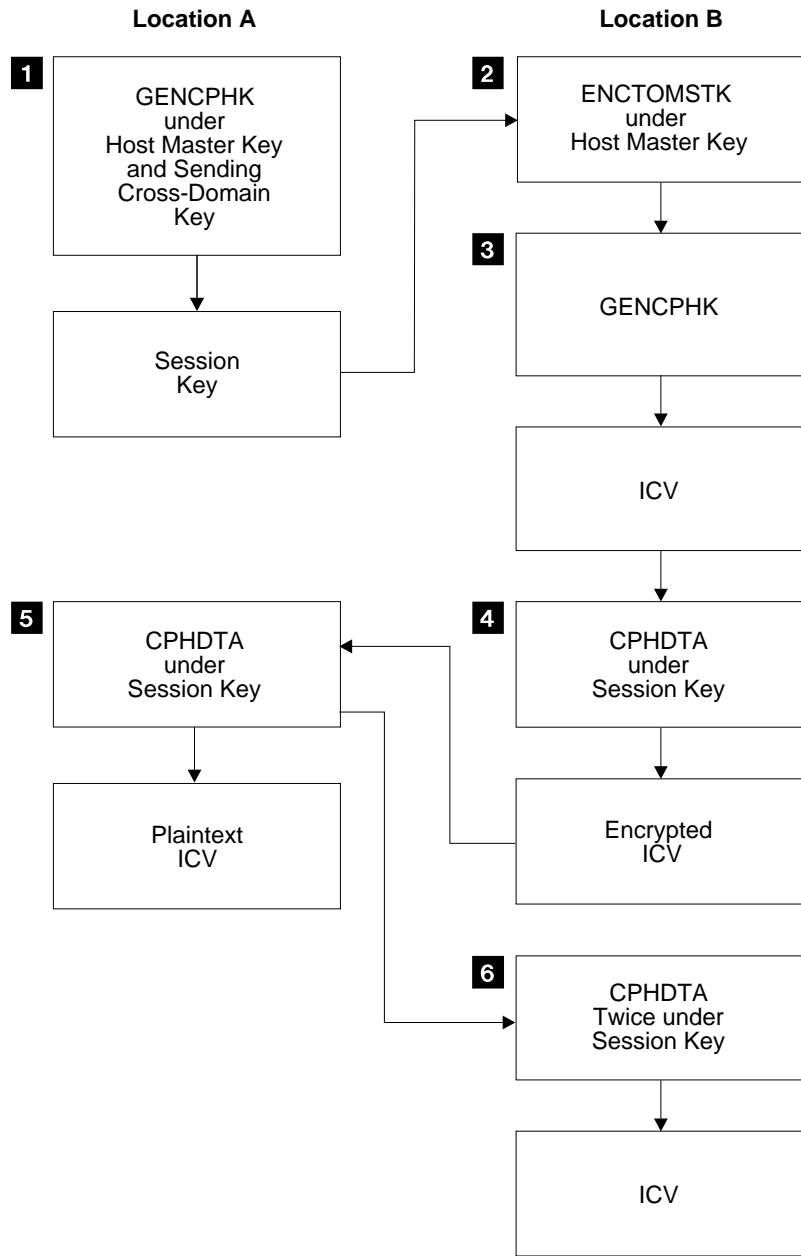 Location A
Location B
1
GENCPHK
under
Host Master Key
and Sending
Cross-Domain
Key
2
ENCTOMSTK
under
Host Master Key
3
GENCPHK
Session
Key
ICV
5
CPHDTA
under
Session Key
4
CPHDTA
under
Session Key
Plaintext
ICV
Encrypted
ICV
6
CPHDTA
Twice under
Session Key
ICV